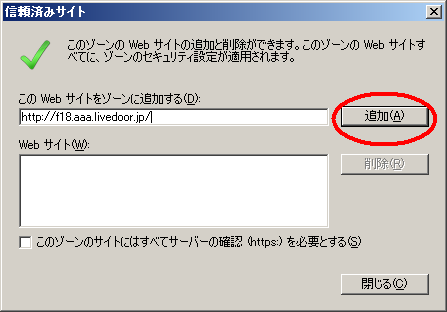 信頼済みサイト
このゾーンの Web サイトの追加と削除ができます。このゾーンの Web サイトす
べてに、ゾーンのセキュリティ設定が適用されます。
この Web サイトをゾーンに追加する(D):
http://f18.aaa.livedoor.jp/
追加(A)
Web サイト(W):
削除(R)
このゾーンのサイトにはすべてサーバーの確認 (https:) を必要とする(S)
閉じる(C)